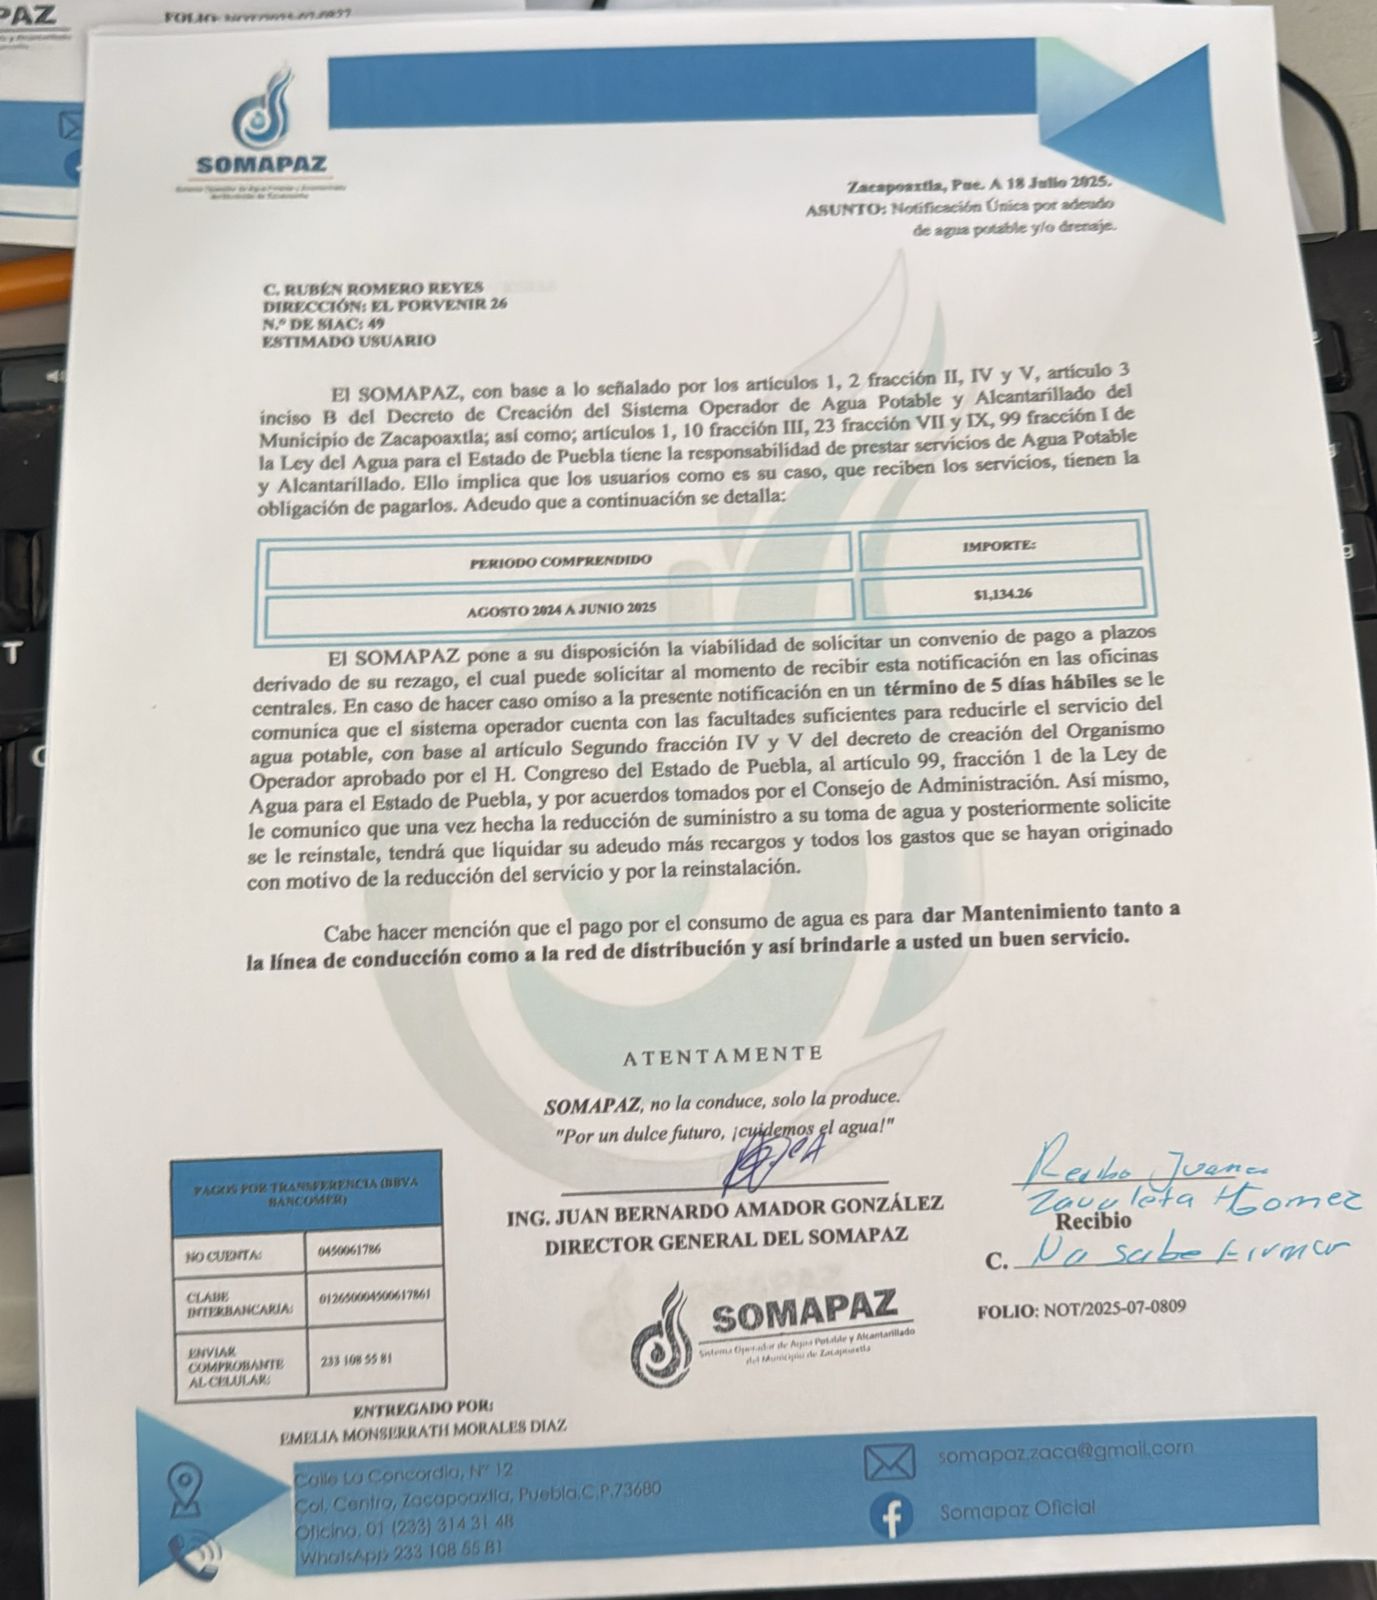 PAZ
SOMAPAZ
Zacapoaxtla, Pue. A 18 Julio 2025.
ASUNTO: Notificación Única por adeudo
de agua potable y/o drenaje.
C. RUBÉN ROMERO REYES
DIRECCIÓN: EL PORVENIR 26
N.º DE SIAC: 49
ESTIMADO USUARIO
El SOMAPAZ, con base a lo señalado por los artículos 1, 2 fracción II, IV y V, artículo 3
inciso B del Decreto de Creación del Sistema Operador de Agua Potable y Alcantarillado del
Municipio de Zacapoaxtla; así como; artículos 1, 10 fracción III, 23 fracción VII y IX, 99 fracción I de
la Ley del Agua para el Estado de Puebla tiene la responsabilidad de prestar servicios de Agua Potable
y Alcantarillado. Ello implica que los usuarios como es su caso, que reciben los servicios, tienen la
obligación de pagarlos. Adeudo que a continuación se detalla:
PERIODO COMPRENDIDO IMPORTE:
AGOSTO 2024 A JUNIO 2025 $1,134.26
El SOMAPAZ pone a su disposición la viabilidad de solicitar un convenio de pago a plazos
derivado de su rezago, el cual puede solicitar al momento de recibir esta notificación en las oficinas
centrales. En caso de hacer caso omiso a la presente notificación en un término de 5 días hábiles se le
comunica que el sistema operador cuenta con las facultades suficientes para reducirle el servicio del
agua potable, con base al artículo Segundo fracción IV y V del decreto de creación del Organismo
Operador aprobado por el H. Congreso del Estado de Puebla, al artículo 99, fracción 1 de la Ley de
Agua para el Estado de Puebla, y por acuerdos tomados por el Consejo de Administración. Así mismo,
le comunico que una vez hecha la reducción de suministro a su toma de agua y posteriormente solicite
se le reinstale, tendrá que liquidar su adeudo más recargos y todos los gastos que se hayan originado
con motivo de la reducción del servicio y por la reinstalación.
Cabe hacer mención que el pago por el consumo de agua es para dar Mantenimiento tanto a
la línea de conducción como a la red de distribución y así brindarle a usted un buen servicio.
ATENTAMENTE
SOMAPAZ, no la conduce, solo la produce.
"Por un dulce futuro, ¡cuidemos el agua!"
ING. JUAN BERNARDO AMADOR GONZÁLEZ
DIRECTOR GENERAL DEL SOMAPAZ
SOMAPAZ
Sistema Operador de Agua Potable y Alcantarillado
del Municipio de Zacapoaxtla
Recibo Juana
Zavaleta Gomez
Recibio
C. No sabe firmar
FOLIO: NOT/2025-07-0809
PAGOS POR TRANSFERENCIA (BBVA
BANCOMER)
NO CUENTA: 0450061786
CLABE
INTERBANCARIA: 012650004500617861
ENVIAR
COMPROBANTE
AL CELULAR: 233 108 55 81
ENTREGADO POR:
EMELIA MONSERRATH MORALES DIAZ
Calle La Concordia, N° 12
Col, Centro, Zacapoaxtla, Puebla.C.P.73680
Oficina, 01 (233) 314 31 48
WhatsApp 233 108 55 81
somapaz.zaca@gmail.com
Somapaz Oficial